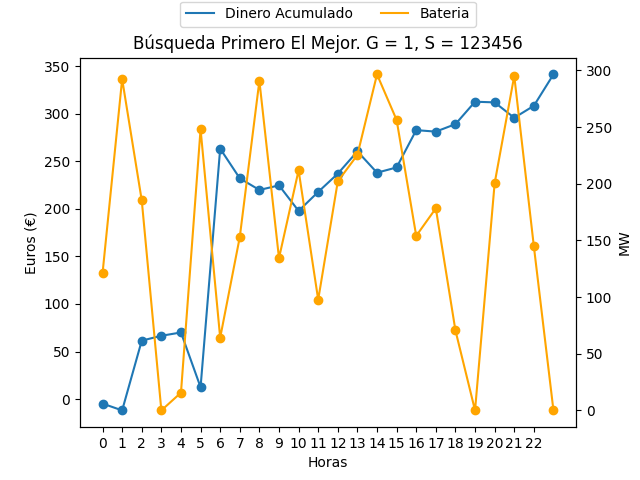 Dinero Acumulado Bateria
Búsqueda Primero El Mejor. G = 1, S = 123456
350
300
250
200
150
100
50
0
Euros (€)
300
250
200
150
100
50
0
MW
0 1 2 3 4 5 6 7 8 9 10 11 12 13 14 15 16 17 18 19 20 21 22
Horas